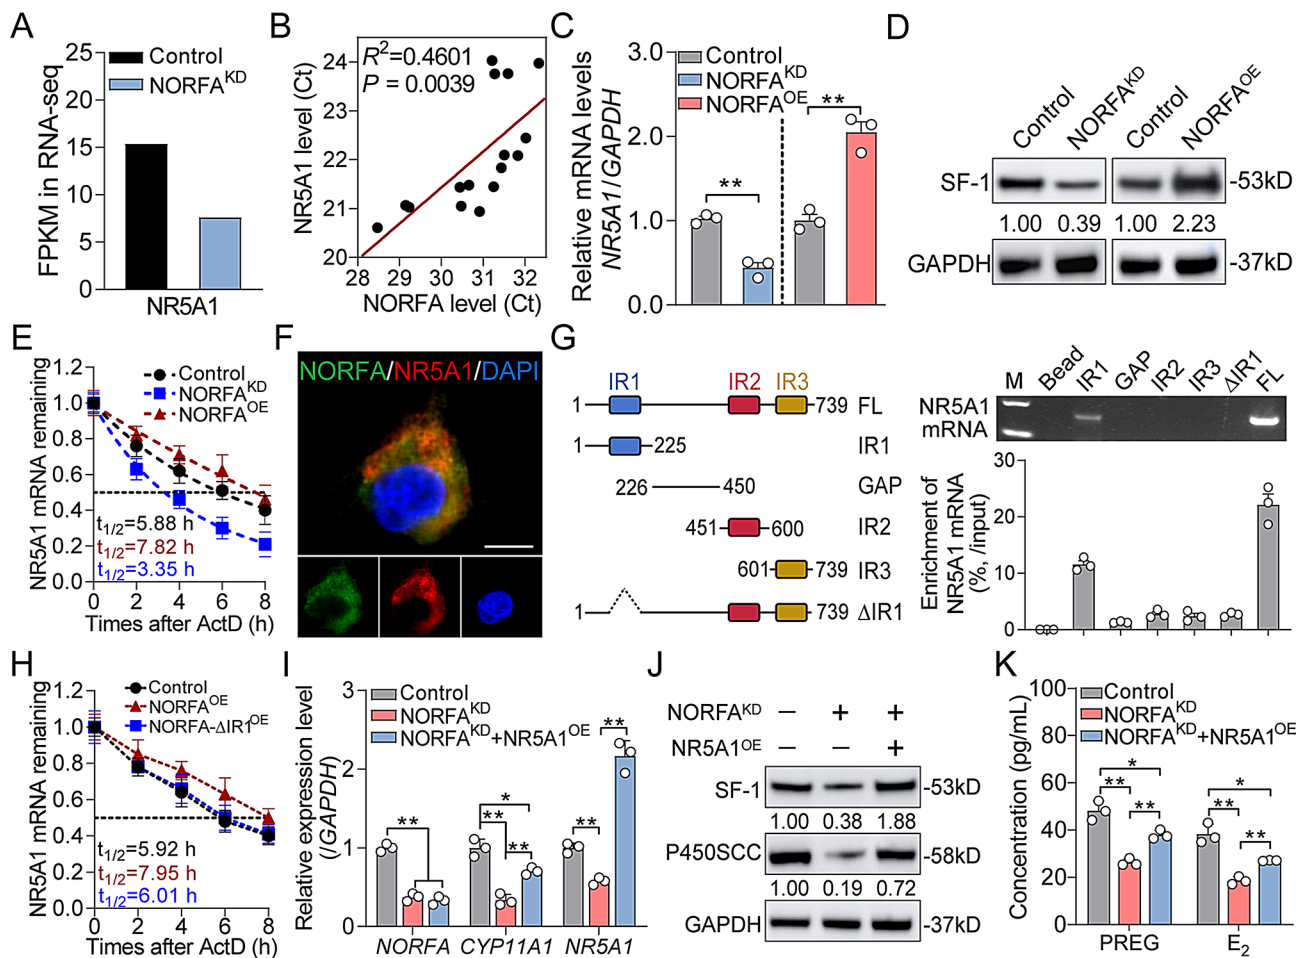 A
FPKM in RNA-seq
25
20
15
10
5
0
Control
NORFA^KD
NR5A1
B
NR5A1 level (Ct)
24
23
22
21
20
R²=0.4601
P = 0.0039
28 29 30 31 32
NORFA level (Ct)
C
Relative mRNA levels
NR5A1/GAPDH
3.0
2.0
1.0
0.0
Control
NORFA^KD
NORFA^OE
**
**
D
Control NORFA^KD Control NORFA^OE
SF-1 -53kD
1.00 0.39 1.00 2.23
GAPDH -37kD
E
NR5A1 mRNA remaining
1.2
1.0
0.8
0.6
0.4
0.2
0.0
Control
NORFA^KD
NORFA^OE
t1/2=5.88 h
t1/2=7.82 h
t1/2=3.35 h
0 2 4 6 8
Times after ActD (h)
F
NORFA/NR5A1/DAPI
G
IR1 IR2 IR3
1 739 FL
1 225 IR1
226 450 GAP
451 600 IR2
601 739 IR3
1 739 ΔIR1
M Bead IR1 GAP IR2 IR3 ΔIR1 FL
NR5A1
mRNA
Enrichment of
NR5A1 mRNA
(%, /input)
30
20
10
0
H
NR5A1 mRNA remaining
1.2
1.0
0.8
0.6
0.4
0.2
0.0
Control
NORFA^OE
NORFA-ΔIR1^OE
t1/2=5.92 h
t1/2=7.95 h
t1/2=6.01 h
0 2 4 6 8
Times after ActD (h)
I
Relative expression level
(/GAPDH)
3
2
1
0
Control
NORFA^KD
NORFA^KD+NR5A1^OE
**
**
*
**
**
**
NORFA CYP11A1 NR5A1
J
NORFA^KD — + +
NR5A1^OE — — +
SF-1 -53kD
1.00 0.38 1.88
P450SCC -58kD
1.00 0.19 0.72
GAPDH -37kD
K
Concentration (pg/mL)
100
80
60
40
20
0
Control
NORFA^KD
NORFA^KD+NR5A1^OE
*
**
**
*
**
**
PREG E2